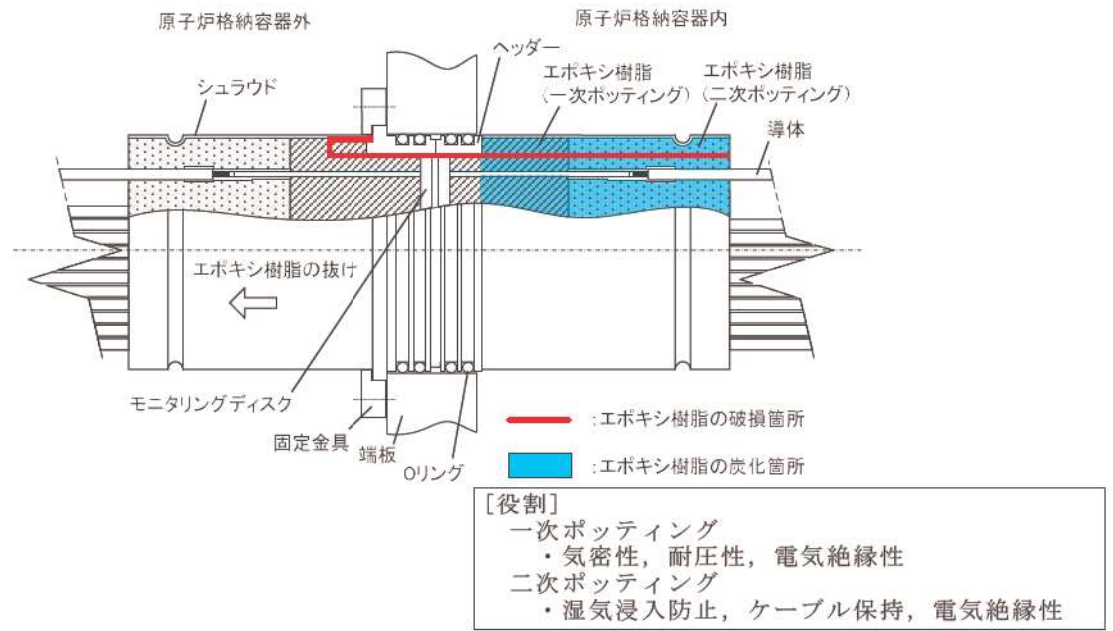 原子炉格納容器外
原子炉格納容器内
ヘッダー
エポキシ樹脂
(一次ポッティング)
エポキシ樹脂
(二次ポッティング)
シュラウド
導体
エポキシ樹脂の抜け
モニタリングディスク
固定金具
端板
Oリング
:エポキシ樹脂の破損箇所
:エポキシ樹脂の炭化箇所
[役割]
一次ポッティング
・気密性，耐圧性，電気絶縁性
二次ポッティング
・湿気浸入防止，ケーブル保持，電気絶縁性